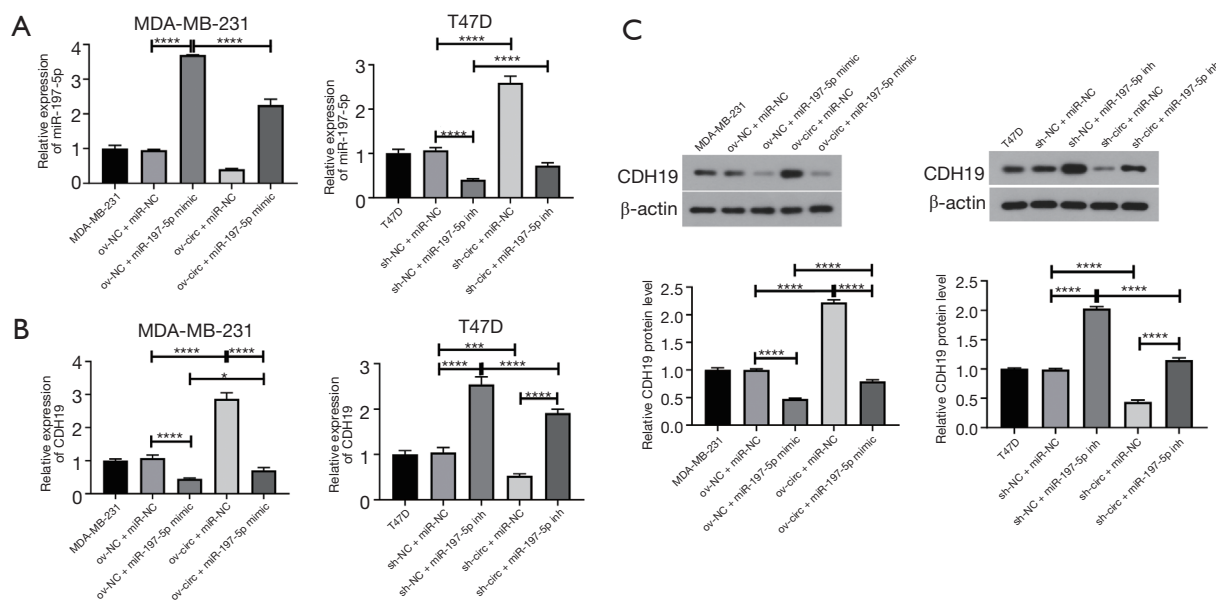 A
MDA-MB-231
Relative expression
of miR-197-5p
4
3
2
1
0
****
****
MDA-MB-231
ov-NC + miR-NC
ov-NC + miR-197-5p mimic
ov-circ + miR-NC
ov-circ + miR-197-5p mimic
T47D
Relative expression
of miR-197-5p
3
2
1
0
****
****
****
T47D
sh-NC + miR-NC
sh-NC + miR-197-5p inh
sh-circ + miR-NC
sh-circ + miR-197-5p inh
B
MDA-MB-231
Relative expression
of CDH19
4
3
2
1
0
****
****
*
****
MDA-MB-231
ov-NC + miR-NC
ov-NC + miR-197-5p mimic
ov-circ + miR-NC
ov-circ + miR-197-5p mimic
T47D
Relative expression
of CDH19
3
2
1
0
***
****
****
****
T47D
sh-NC + miR-NC
sh-NC + miR-197-5p inh
sh-circ + miR-NC
sh-circ + miR-197-5p inh
C
MDA-MB-231
ov-NC + miR-NC
ov-NC + miR-197-5p mimic
ov-circ + miR-NC
ov-circ + miR-197-5p mimic
CDH19
β-actin
T47D
sh-NC + miR-NC
sh-NC + miR-197-5p inh
sh-circ + miR-NC
sh-circ + miR-197-5p inh
CDH19
β-actin
Relative CDH19 protein level
2.5
2.0
1.5
1.0
0.5
0.0
****
****
****
****
MDA-MB-231
ov-NC + miR-NC
ov-NC + miR-197-5p mimic
ov-circ + miR-NC
ov-circ + miR-197-5p mimic
Relative CDH19 protein level
2.5
2.0
1.5
1.0
0.5
0.0
****
****
****
****
T47D
sh-NC + miR-NC
sh-NC + miR-197-5p inh
sh-circ + miR-NC
sh-circ + miR-197-5p inh